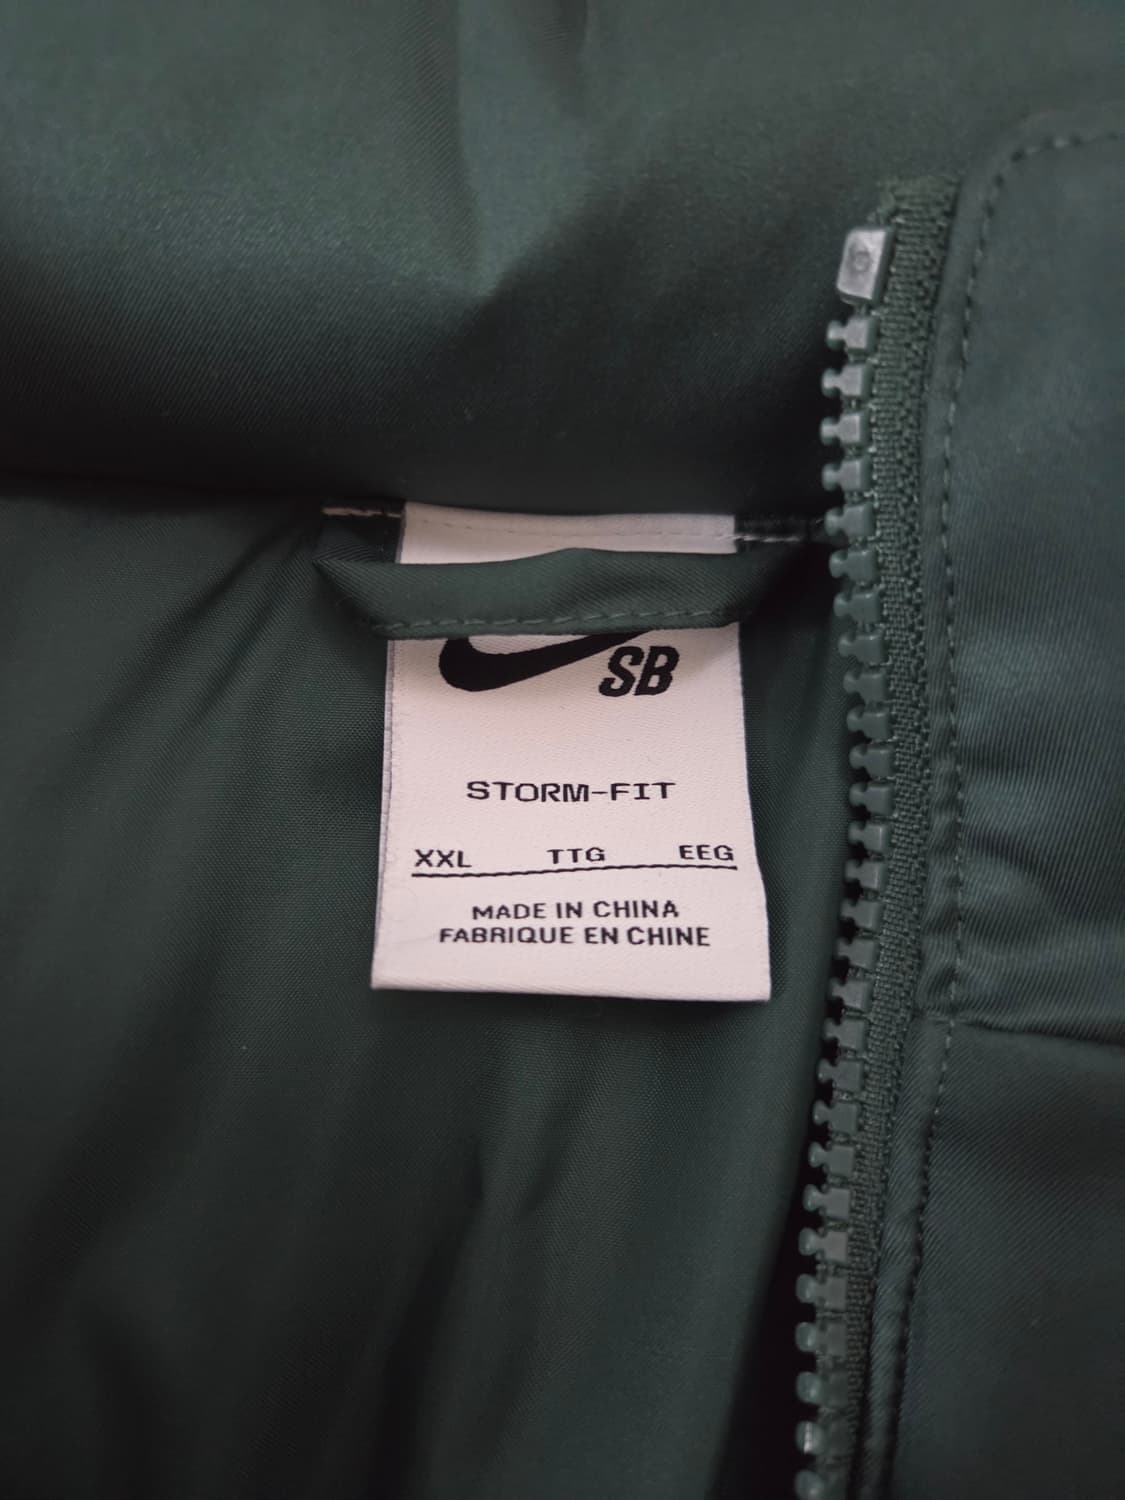 SB
STORM-FIT
XXL TTG EEG
MADE IN CHINA
FABRIQUE EN CHINE